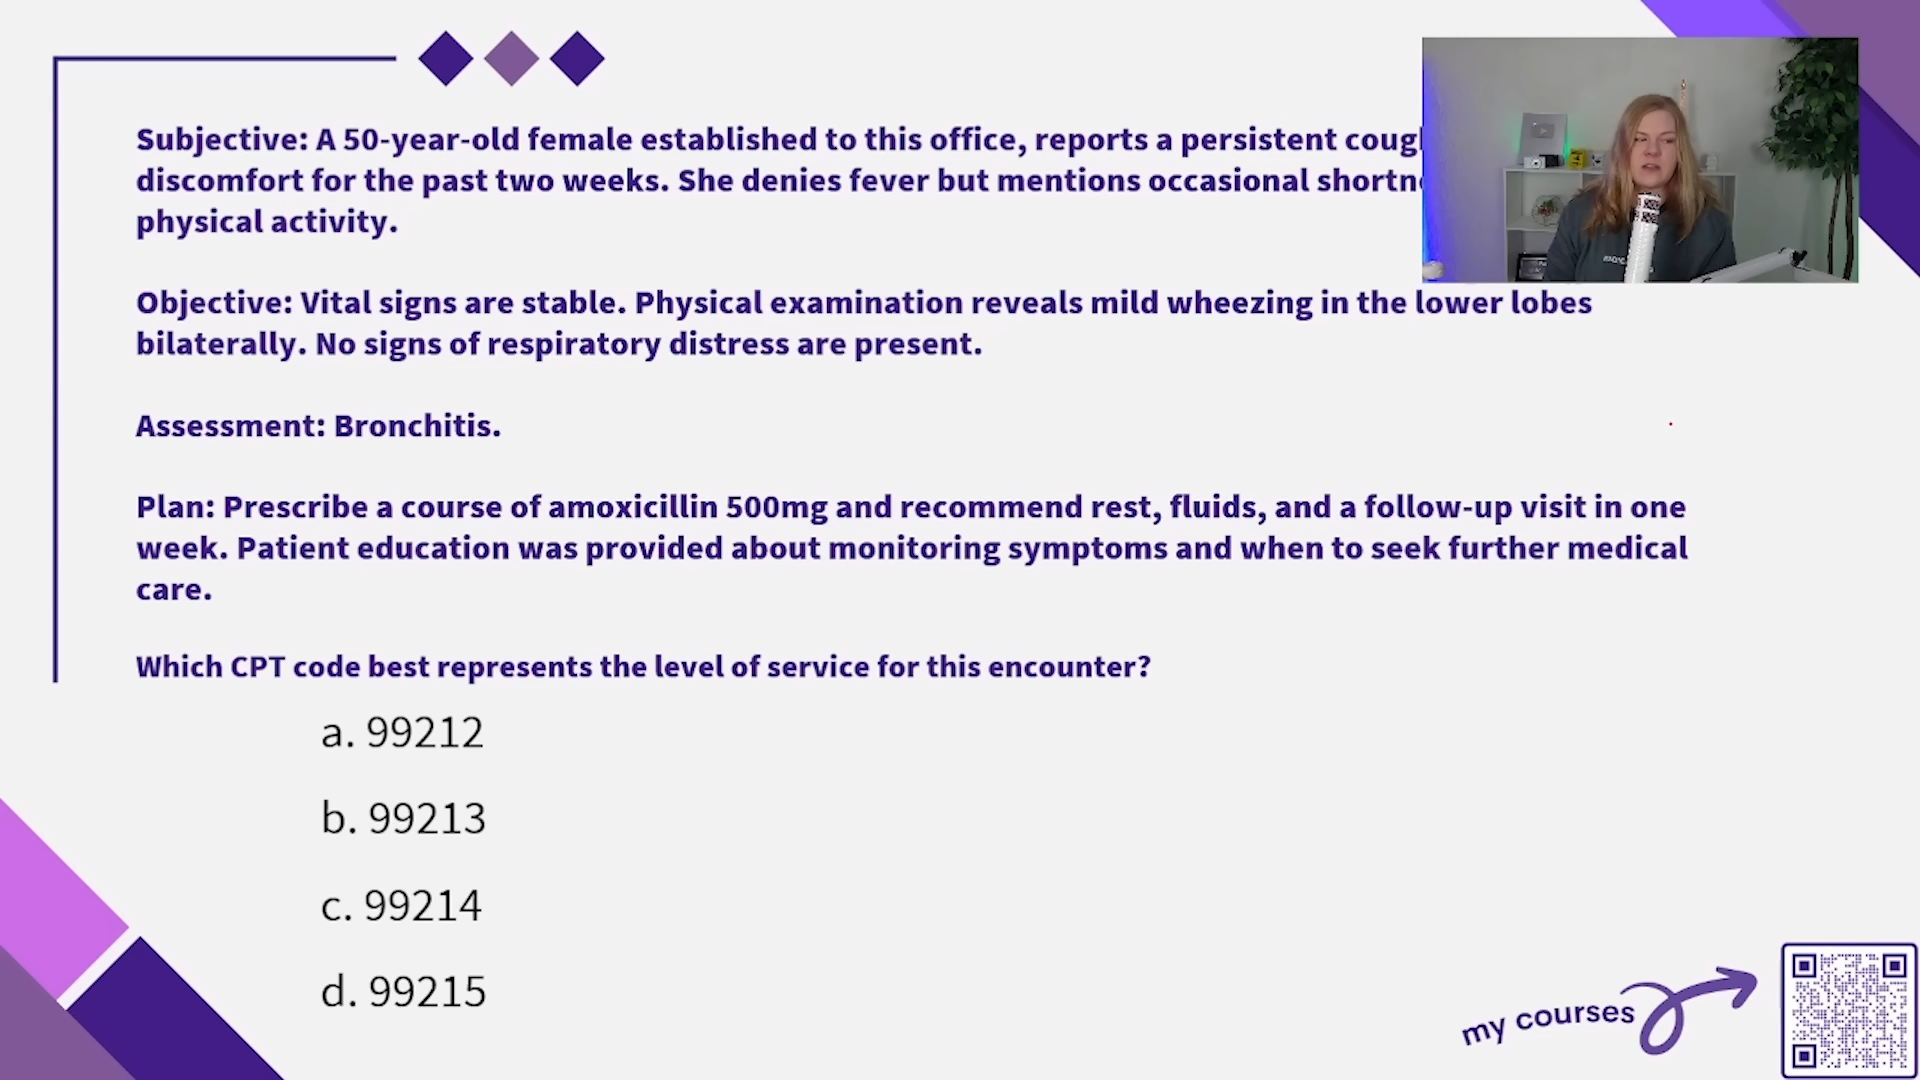 Subjective: A 50-year-old female established to this office, reports a persistent cough
discomfort for the past two weeks. She denies fever but mentions occasional
physical activity.
Objective: Vital signs are stable. Physical examination reveals mild wheezing in the lower lobes
bilaterally. No signs of respiratory distress are present.
Assessment: Bronchitis.
Plan: Prescribe a course of amoxicillin 500mg and recommend rest, fluids, and a follow-up visit in one
week. Patient education was provided about monitoring symptoms and when to seek further medical
care.
Which CPT code best represents the level of service for this encounter?
a. 99212
b. 99213
c. 99214
d. 99215
my courses